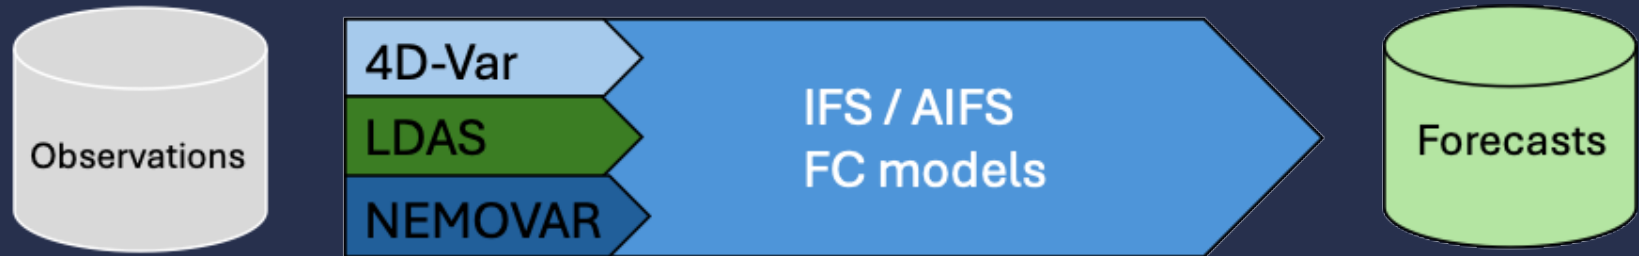 Observations
4D-Var
LDAS
NEMOVAR
IFS / AIFS
FC models
Forecasts